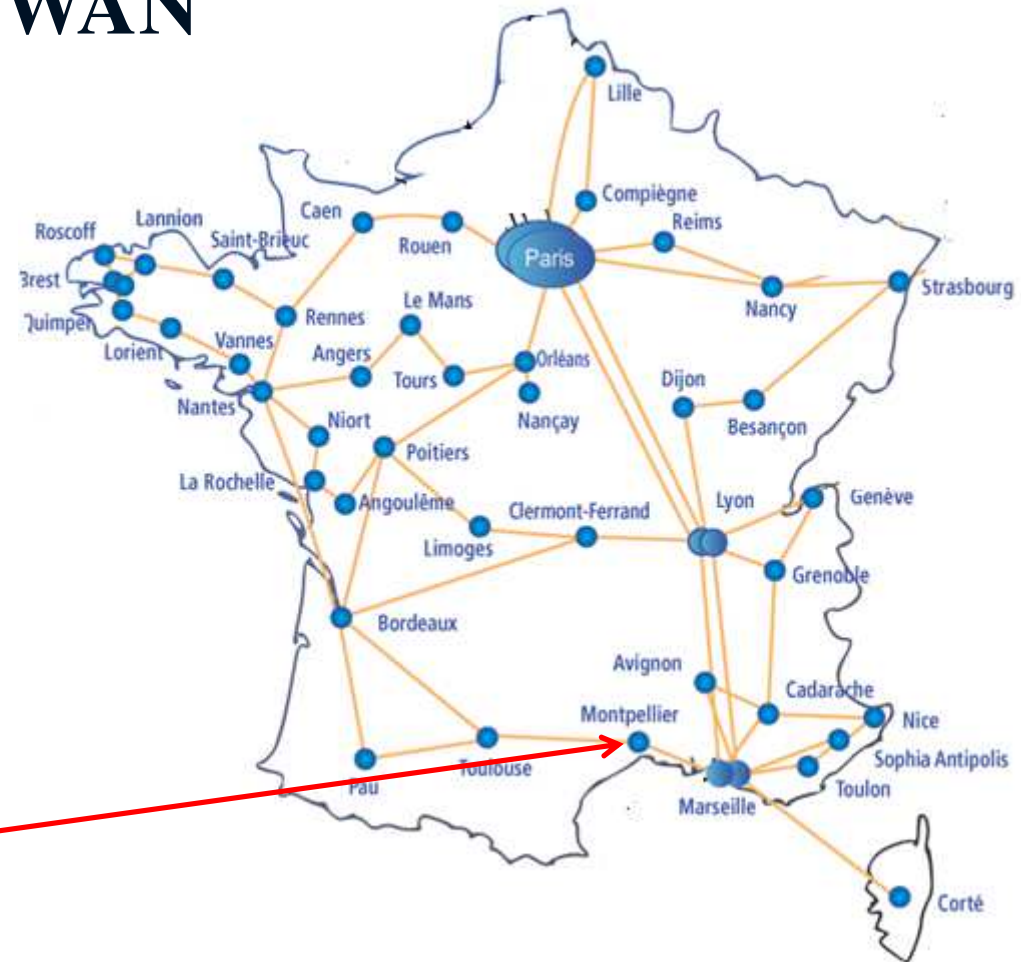 WAN
Lille
Compiègne
Reims
Caen
Rouen
Paris
Lannion
Roscoff
Saint-Brieuc
Brest
Strasbourg
Nancy
Le Mans
Rennes
Quimper
Vannes
Lorient
Angers
Tours
Orléans
Dijon
Nançay
Besançon
Nantes
Niort
Poitiers
La Rochelle
Angoulême
Lyon
Genève
Clermont-Ferrand
Limoges
Grenoble
Bordeaux
Avignon
Cadarache
Montpellier
Nice
Sophia Antipolis
Toulouse
Pau
Toulon
Marseille
Corté